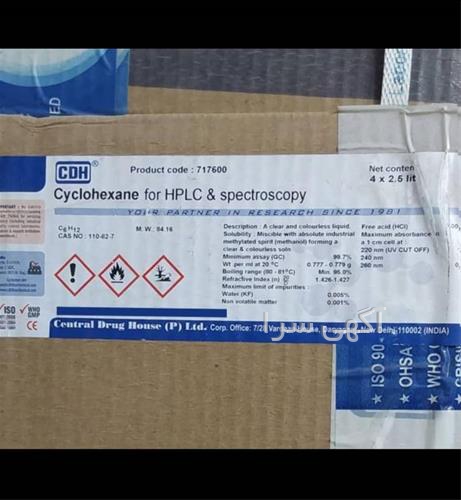 ED
CDH®
Product code : 717600
Net conten
4 x 2.5 lit
Cyclohexane for HPLC & spectroscopy
YOUR PARTNER IN RESEARCH SINCE 1981
C6H12
M. W. : 84.16
CAS NO : 110-82-7
Description : A clear and colourless liquid.
Solubility : Miscible with absolute industrial
methylated spirit (methanol) forming a
clear & colourless soln
Minimum assay (GC) 99.7%
Wt per ml at 20 °C 0.777 - 0.779 g
Boiling range (80 - 81°C) Min. 95.0%
Refractive Index 1.426-1.427
Maximum limit of impurities :
Water (KF) 0.005%
Non volatile matter 0.001%
Free acid (HCl)
Maximum absorbance
a 1 cm cell at :
220 nm (UV CUT OFF)
240 nm
260 nm
ISO
WHO
GMP
Central Drug House (P) Ltd. Corp. Office: 7/28 House, New Delhi-110002 (INDIA)
آگهی سرا
ISO 90
OHSA
WHO
CRISI